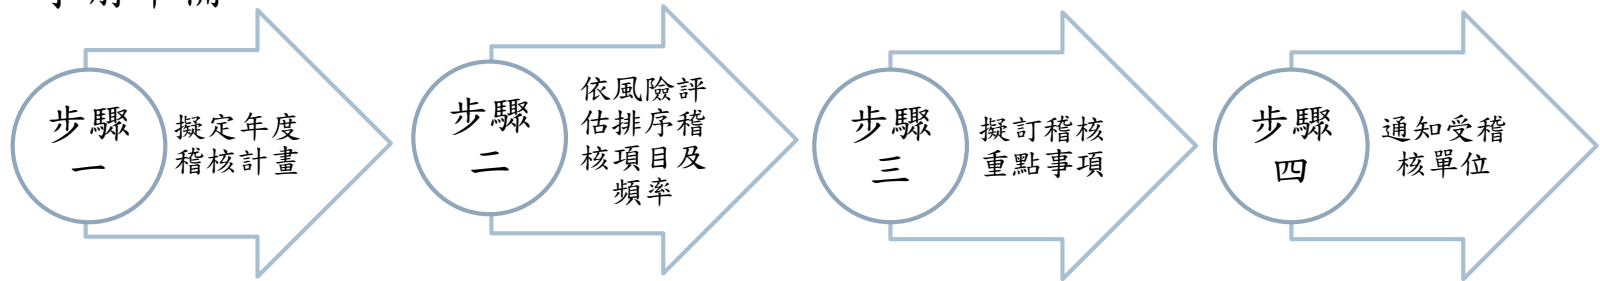 步驟
一
擬定年度
稽核計畫
步驟
二
依風險評
估排序稽
核項目及
頻率
步驟
三
擬訂稽核
重點事項
步驟
四
通知受稽
核單位